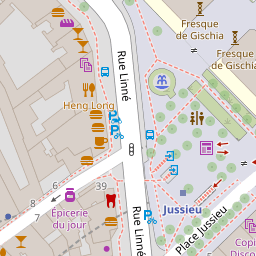 Fresque
de Gischia
Fresque
de Gischia
Rue Linné
Heng Long
39
8
7
6
Épicerie
du jour
Jussieu
Rue Linné
Place Jussieu
Copi
Disco